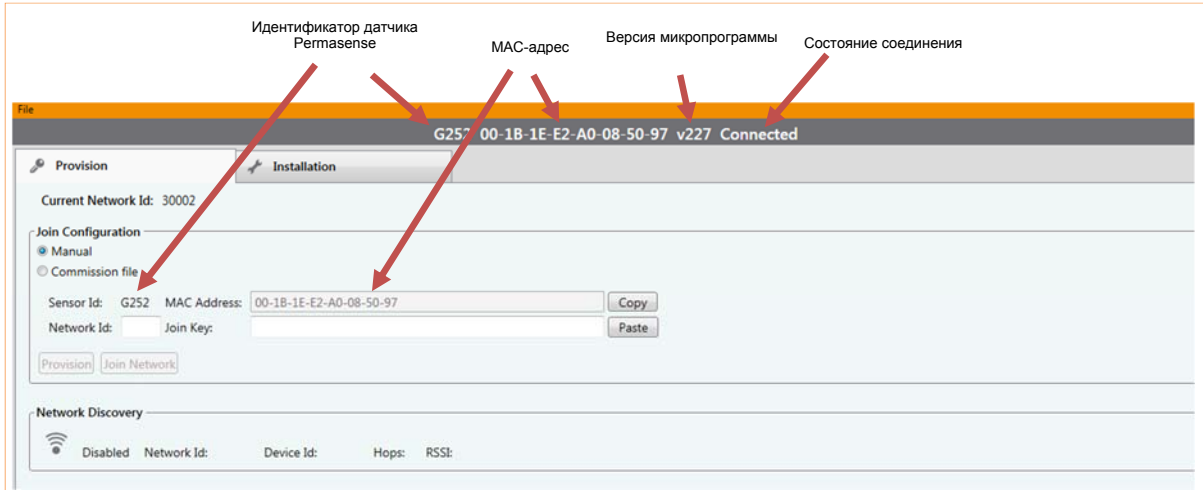 Идентификатор датчика
Permasense
MAC-адрес
Версия микропрограммы
Состояние соединения
File
G252 00-1B-1E-E2-A0-08-50-97 v227 Connected
Provision
Installation
Current Network Id: 30002
Join Configuration
Manual
Commission file
Sensor Id: G252 MAC Address: 00-1B-1E-E2-A0-08-50-97 Copy
Network Id: Join Key: Paste
Provision Join Network
Network Discovery
Disabled Network Id: Device Id: Hops: RSSI: